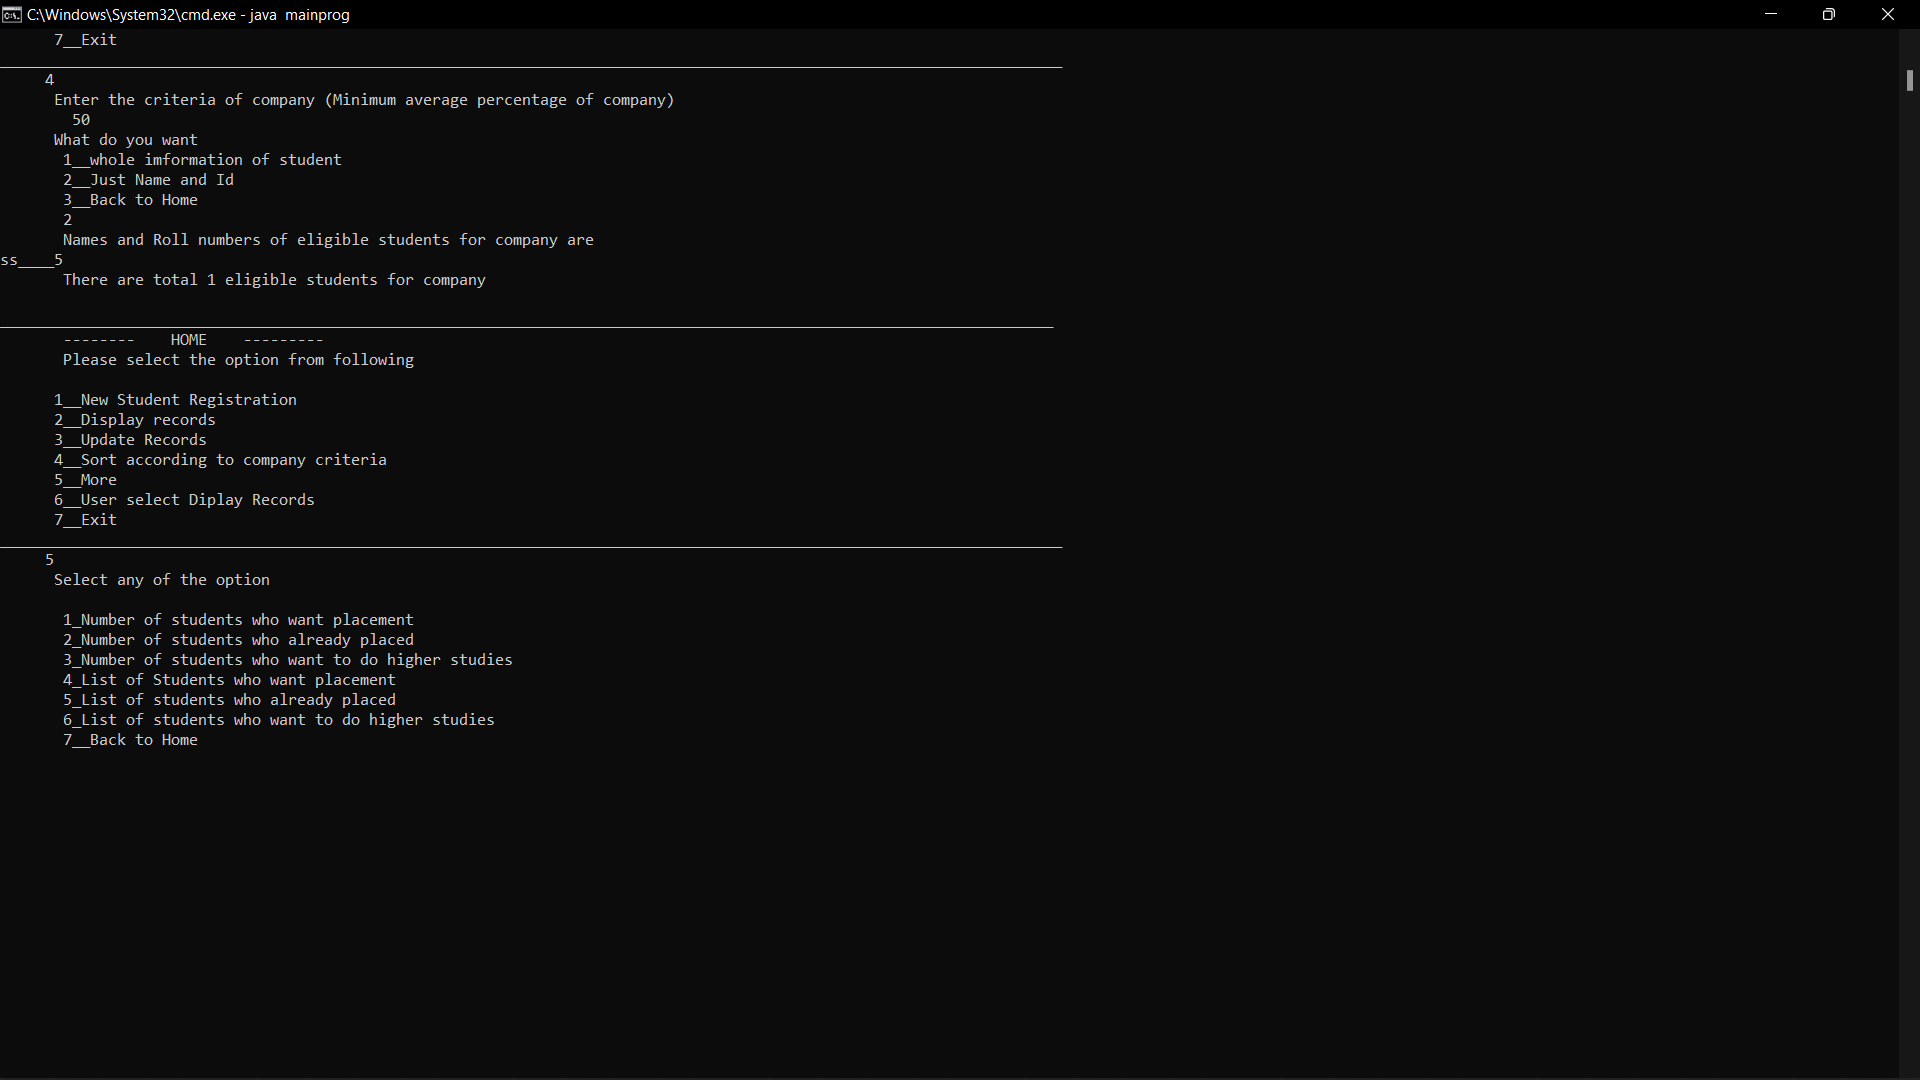 C:\Windows\System32\cmd.exe - java  mainprog
7__Exit
4
Enter the criteria of company (Minimum average percentage of company)
50
What do you want
1__whole imformation of student
2__Just Name and Id
3__Back to Home
2
Names and Roll numbers of eligible students for company are
ss____5
There are total 1 eligible students for company
--------    HOME    ---------
Please select the option from following
1__New Student Registration
2__Display records
3__Update Records
4__Sort according to company criteria
5__More
6__User select Diplay Records
7__Exit
5
Select any of the option
1_Number of students who want placement
2_Number of students who already placed
3_Number of students who want to do higher studies
4_List of Students who want placement
5_List of students who already placed
6_List of students who want to do higher studies
7__Back to Home